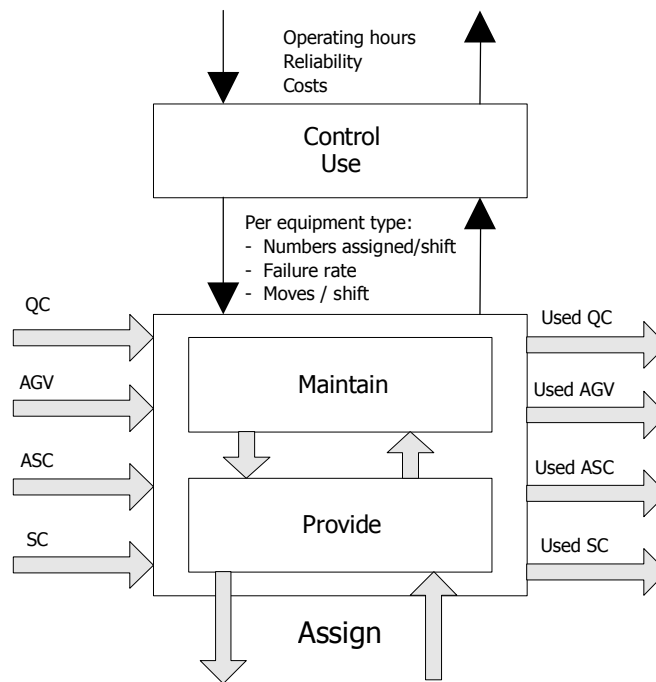 Operating hours
Reliability
Costs
Control
Use
Per equipment type:
- Numbers assigned/shift
- Failure rate
- Moves / shift
QC
Used QC
Maintain
AGV
Used AGV
ASC
Used ASC
Provide
SC
Used SC
Assign